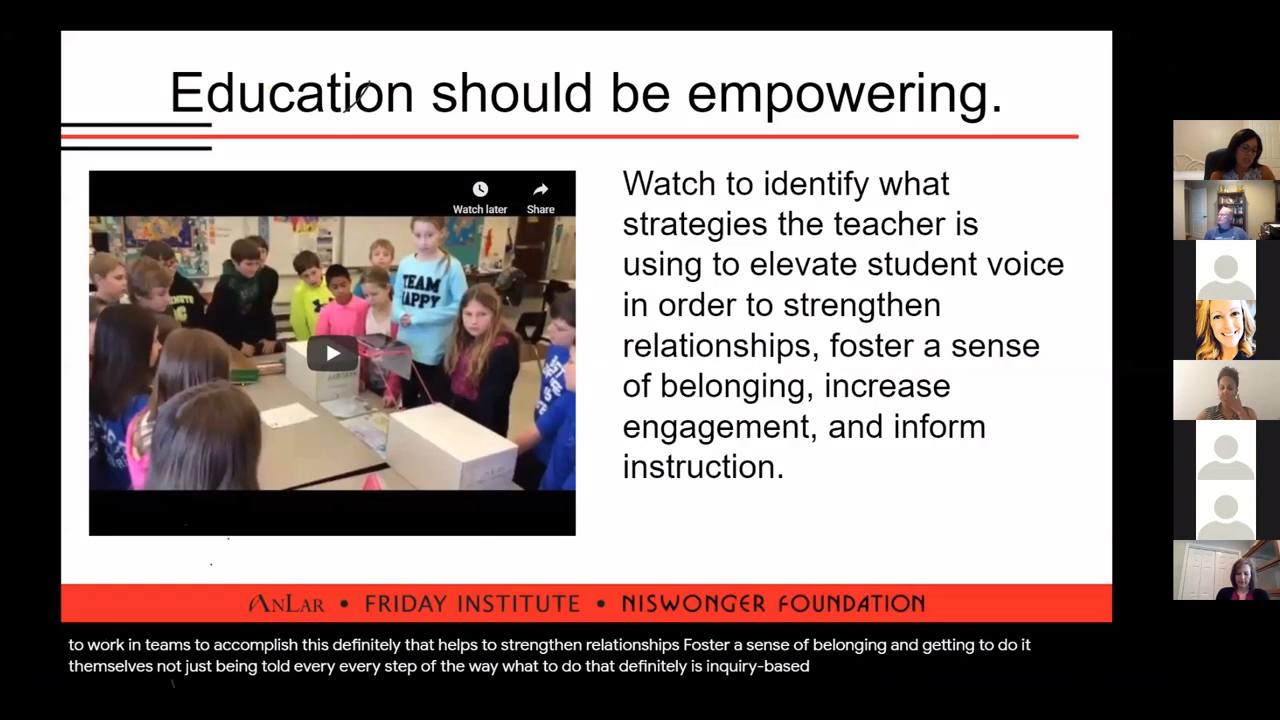 Education should be empowering.
Watch later
Share
TEAM
HAPPY
Watch to identify what
strategies the teacher is
using to elevate student voice
in order to strengthen
relationships, foster a sense
of belonging, increase
engagement, and inform
instruction.
ANLAR • FRIDAY INSTITUTE • NISWONGER FOUNDATION
to work in teams to accomplish this definitely that helps to strengthen relationships Foster a sense of belonging and getting to do it
themselves not just being told every every step of the way what to do that definitely is inquiry-based